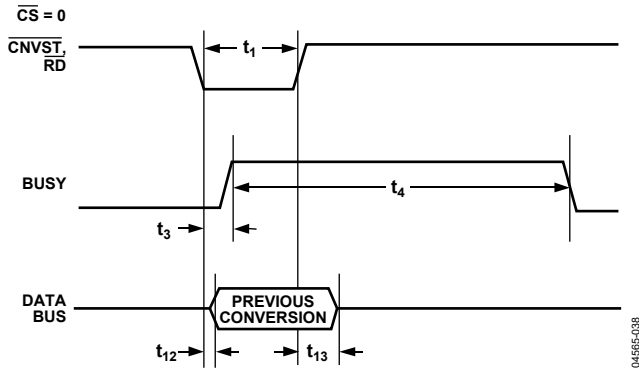 CS = 0
CNVST,
RD
t1
BUSY
t4
t3
DATA
BUS
PREVIOUS
CONVERSION
t12
t13
04565-038